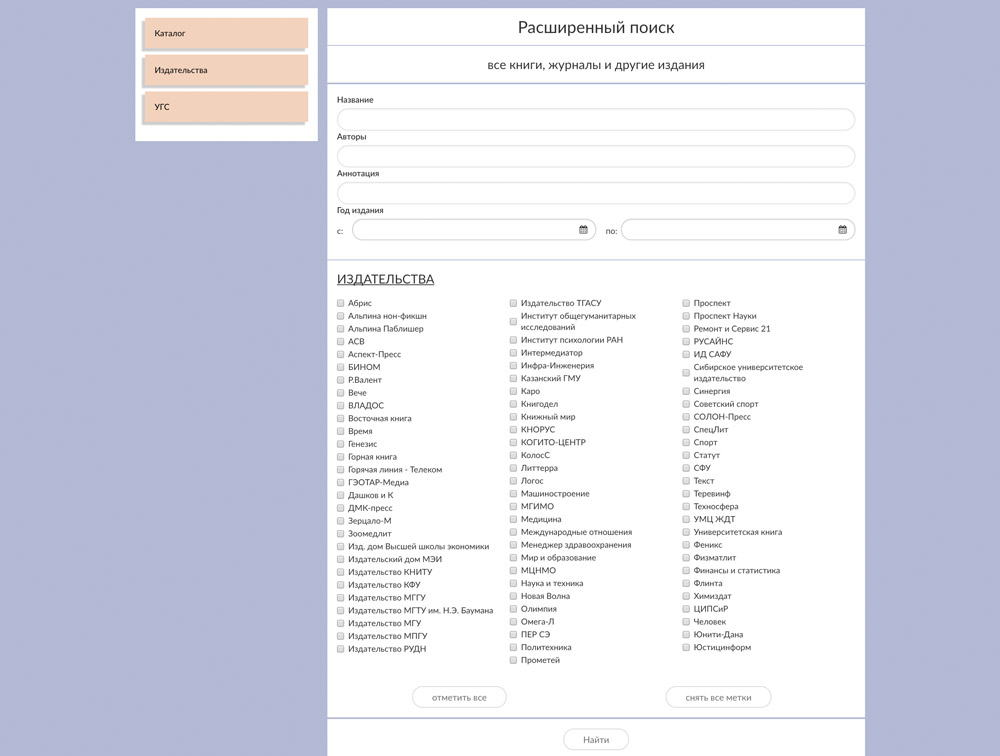 Каталог
Издательства
УГС
Расширенный поиск
все книги, журналы и другие издания
Название
Авторы
Аннотация
Год издания
с:
по:
ИЗДАТЕЛЬСТВА
Абрис
Альпина нон-фикшн
Альпина Паблишер
АСВ
Аспект-Пресс
БИНОМ
Р.Валент
Вече
ВЛАДОС
Восточная книга
Время
Генезис
Горная книга
Горячая линия - Телеком
ГЭОТАР-Медиа
Дашков и К
ДМК-пресс
Зерцало-М
Зоомедлит
Изд. дом Высшей школы экономики
Издательский дом МЭИ
Издательство КНИТУ
Издательство КФУ
Издательство МГГУ
Издательство МГТУ им. Н.Э. Баумана
Издательство МГУ
Издательство МПГУ
Издательство РУДН
Издательство ТГАСУ
Институт общегуманитарных
исследований
Институт психологии РАН
Интермедиатор
Инфра-Инженерия
Казанский ГМУ
Каро
Книгодел
Книжный мир
КНОРУС
КОГИТО-ЦЕНТР
КолосС
Литтерра
Логос
Машиностроение
МГИМО
Медицина
Международные отношения
Менеджер здравоохранения
Мир и образование
МЦНМО
Наука и техника
Новая Волна
Олимпия
Омега-Л
ПЕР СЭ
Политехника
Прометей
Проспект
Проспект Науки
Ремонт и Сервис 21
РУСАЙНС
ИД САФУ
Сибирское университетское
издательство
Синергия
Советский спорт
СОЛОН-Пресс
СпецЛит
Спорт
Статут
СФУ
Текст
Теревинф
Техносфера
УМЦ ЖДТ
Университетская книга
Феникс
Физматлит
Финансы и статистика
Флинта
Химиздат
ЦИПСиР
Человек
Юнити-Дана
Юстицинформ
отметить все
снять все метки
Найти